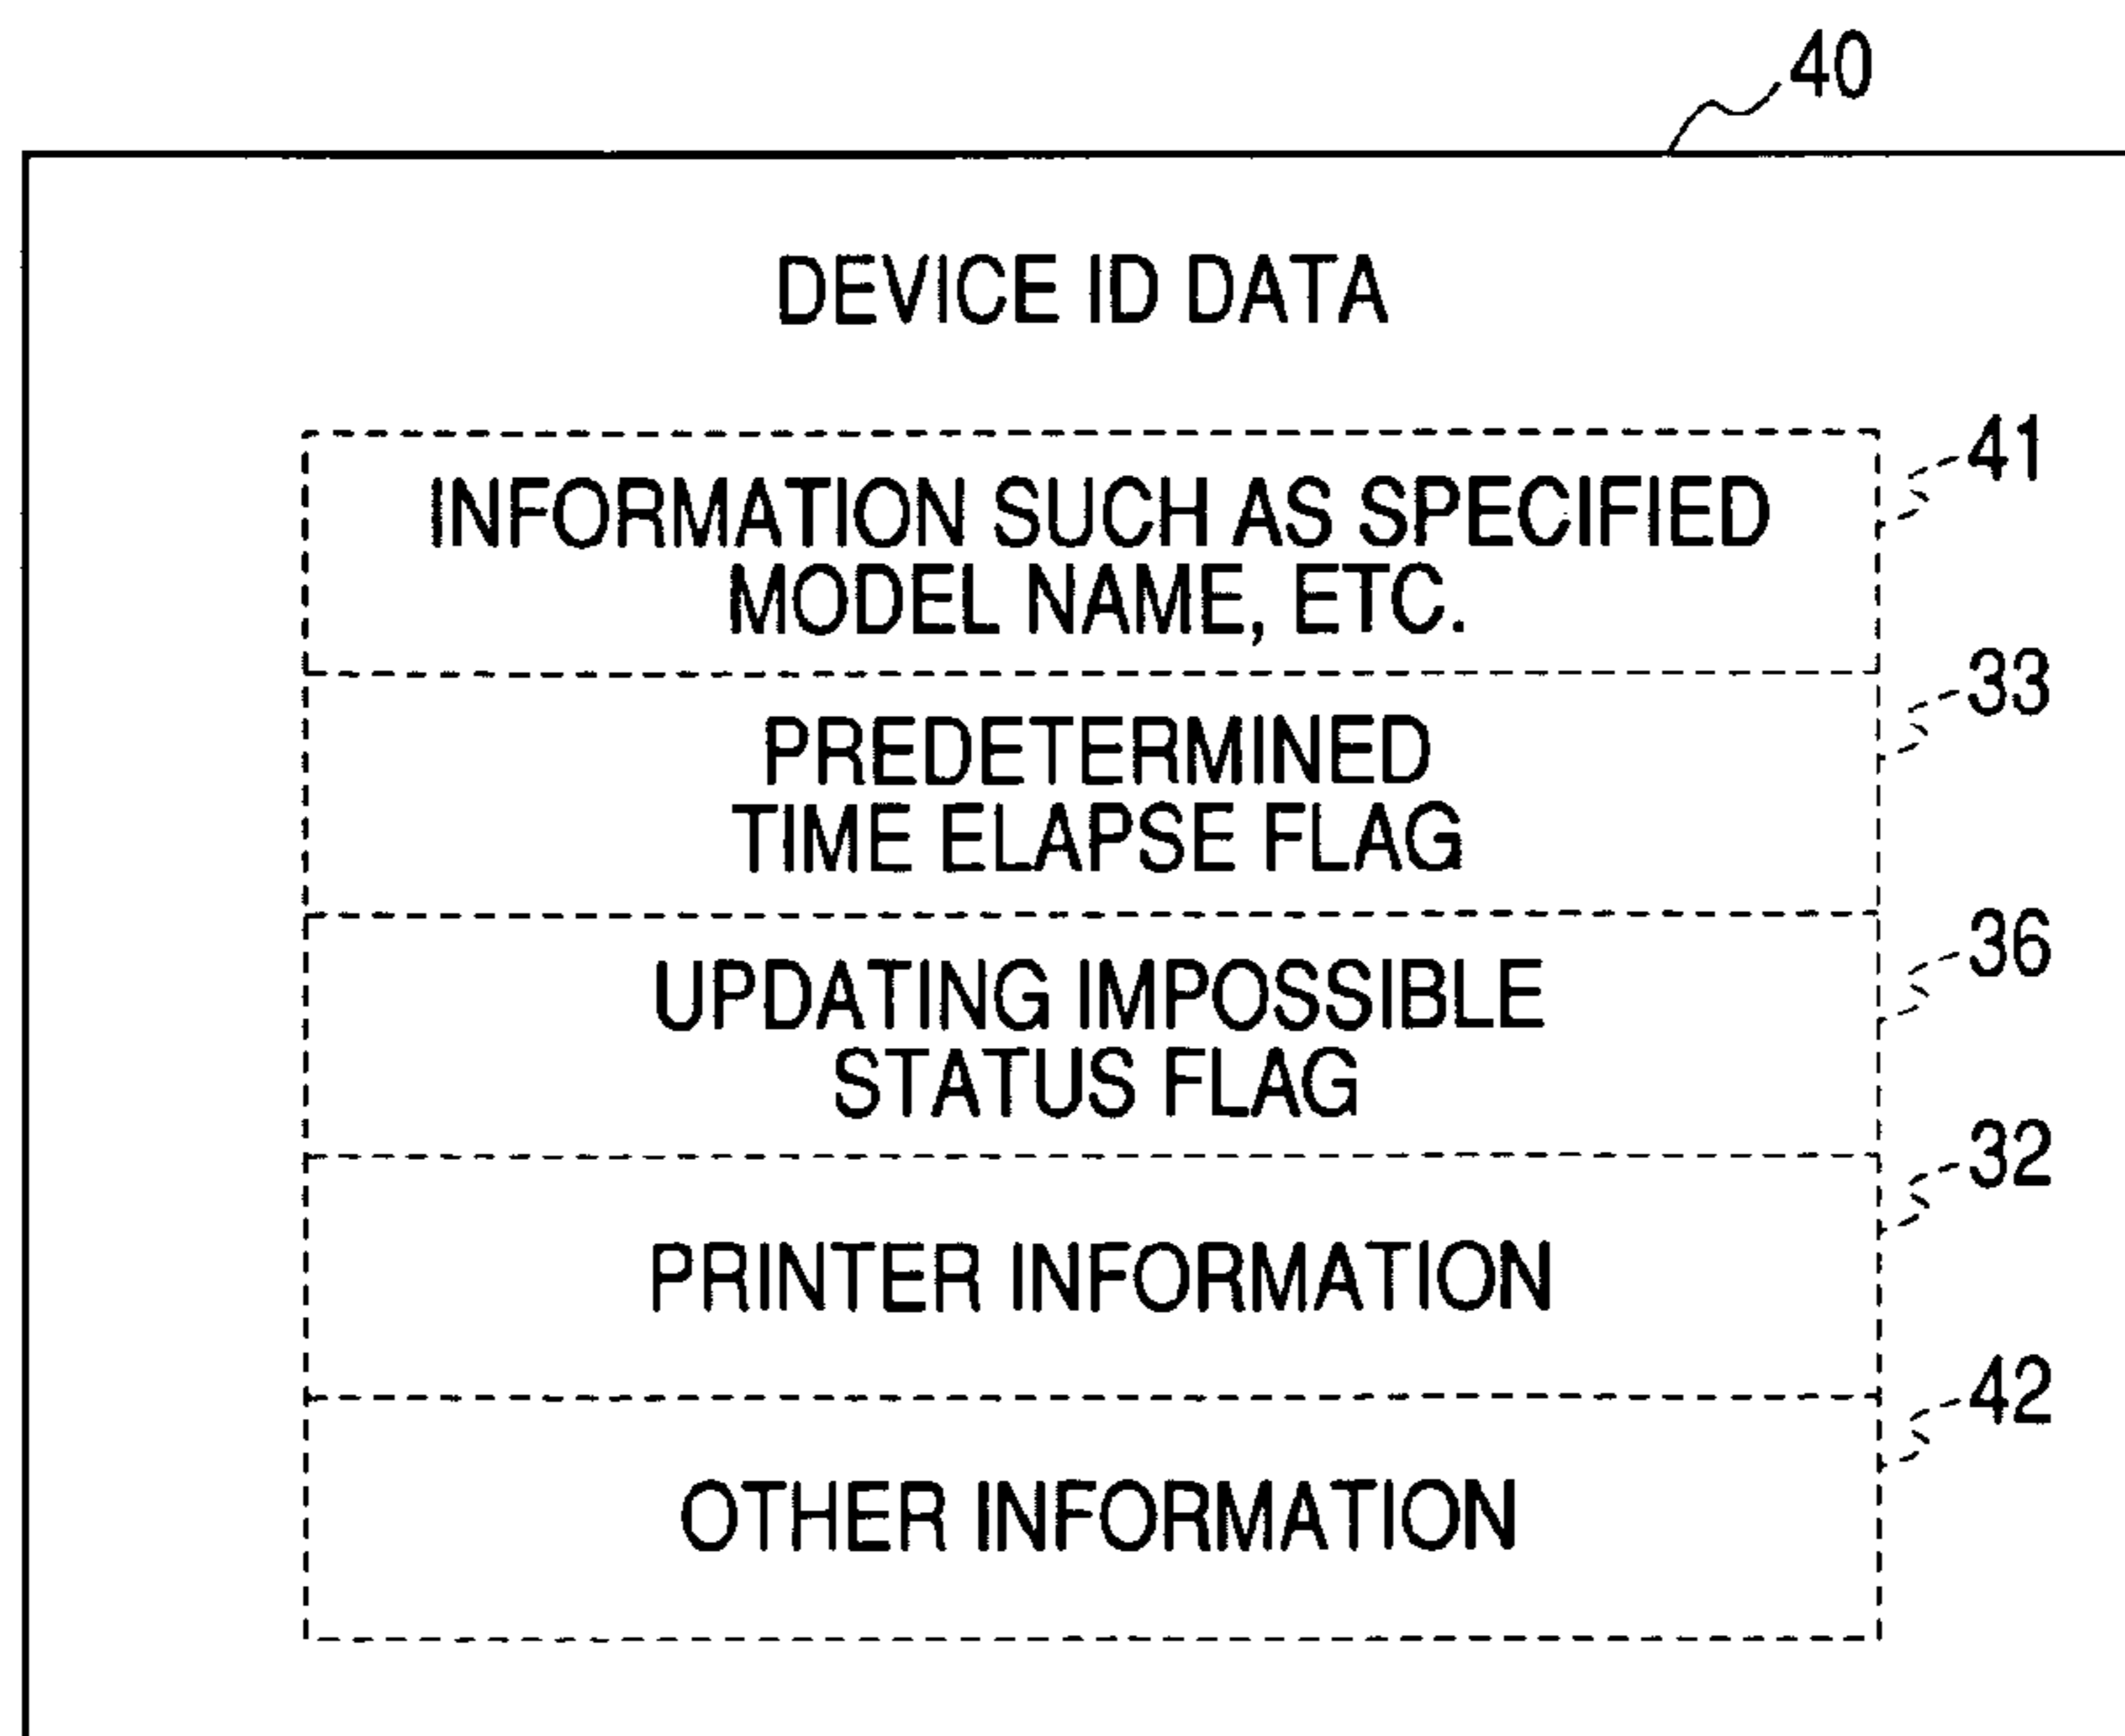 40
DEVICE ID DATA
41
INFORMATION SUCH AS SPECIFIED
MODEL NAME, ETC.
33
PREDETERMINED
TIME ELAPSE FLAG
36
UPDATING IMPOSSIBLE
STATUS FLAG
32
PRINTER INFORMATION
42
OTHER INFORMATION